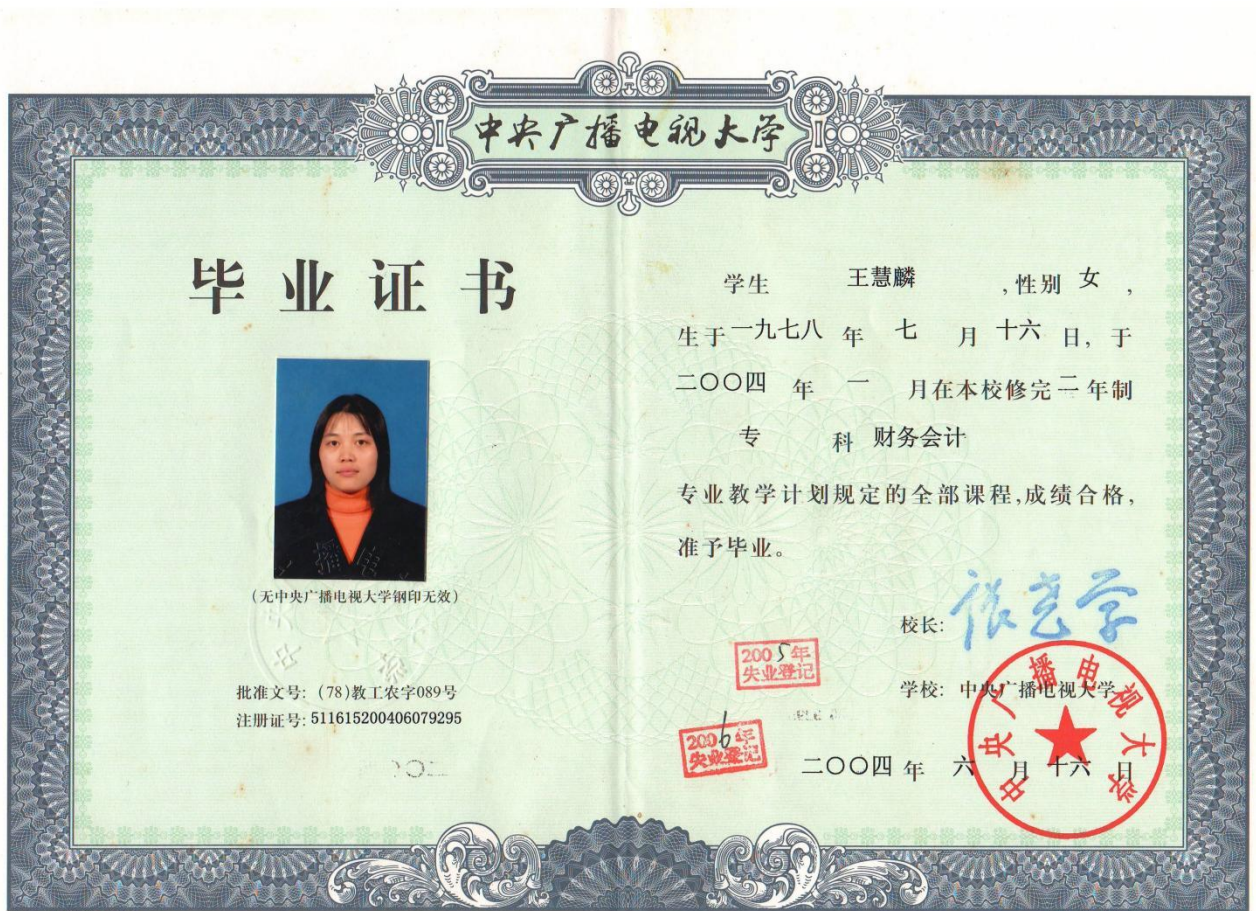 中央广播电视大学
毕业证书
(无中央广播电视大学钢印无效)
批准文号: (78)教工农字089号
注册证号: 511615200406079295
学生 王慧麟 ,性别 女 ,
生于 一九七八 年 七 月 十六 日, 于
二〇〇四 年 一 月在本校修完 二 年制
专 科 财务会计
专业教学计划规定的全部课程,成绩合格,
准予毕业。
校长: 张尧学
2005年
失业登记
学校: 中央广播电视大学
2006年
失业登记
二〇〇四 年 六 月 十六 日
中央广播电视大学